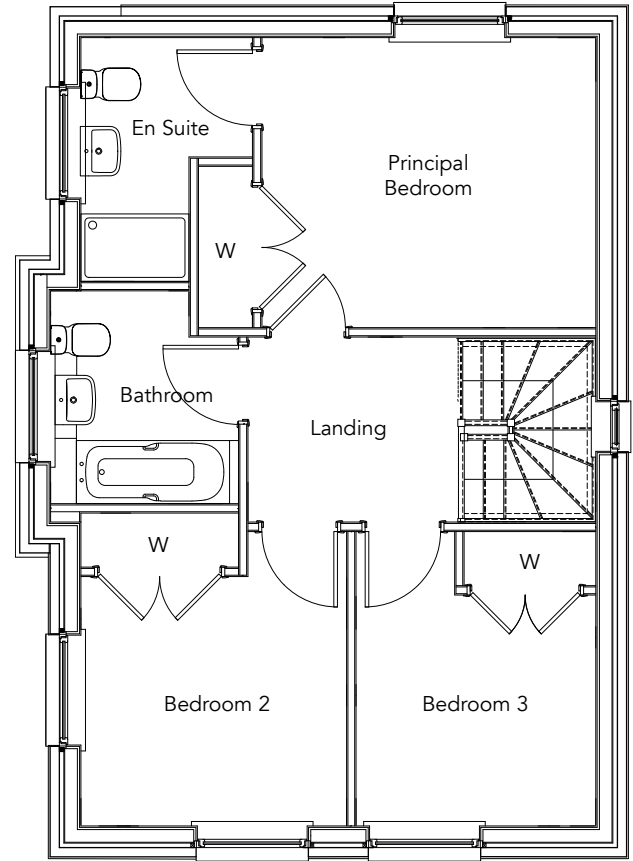 En Suite
Principal
Bedroom
W
Bathroom
Landing
W
W
Bedroom 2
Bedroom 3